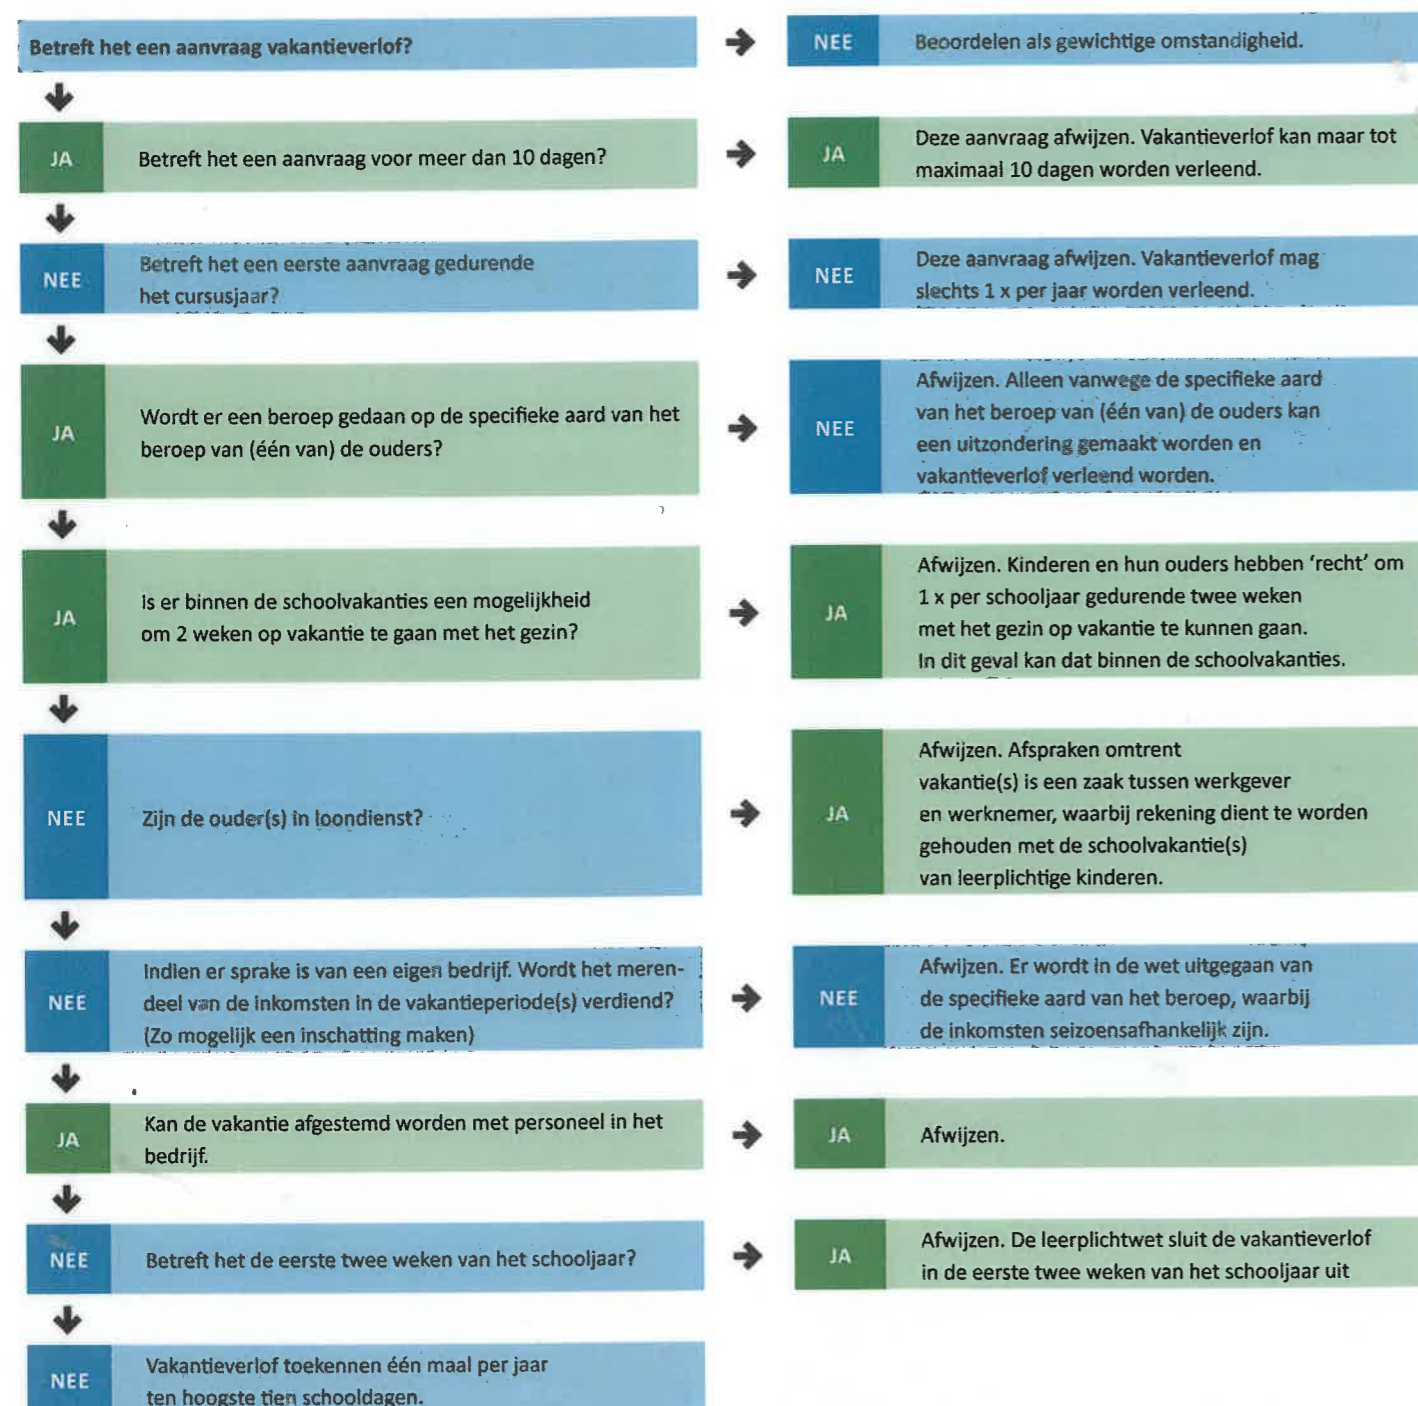 Betreft het een aanvraag vakantieverlof?
NEE
Beoordelen als gewichtige omstandigheid.
JA
Betreft het een aanvraag voor meer dan 10 dagen?
JA
Deze aanvraag afwijzen. Vakantieverlof kan maar tot
maximaal 10 dagen worden verleend.
NEE
Betreft het een eerste aanvraag gedurende
het cursusjaar?
NEE
Deze aanvraag afwijzen. Vakantieverlof mag
slechts 1 x per jaar worden verleend.
JA
Wordt er een beroep gedaan op de specifieke aard van het
beroep van (één van) de ouders?
NEE
Afwijzen. Alleen vanwege de specifieke aard
van het beroep van (één van) de ouders kan
een uitzondering gemaakt worden en
vakantieverlof verleend worden.
JA
Is er binnen de schoolvakanties een mogelijkheid
om 2 weken op vakantie te gaan met het gezin?
JA
Afwijzen. Kinderen en hun ouders hebben ‘recht’ om
1 x per schooljaar gedurende twee weken
met het gezin op vakantie te kunnen gaan.
In dit geval kan dat binnen de schoolvakanties.
NEE
Zijn de ouder(s) in loondienst?
JA
Afwijzen. Afspraken omtrent
vakantie(s) is een zaak tussen werkgever
en werknemer, waarbij rekening dient te worden
gehouden met de schoolvakantie(s)
van leerplichtige kinderen.
NEE
Indien er sprake is van een eigen bedrijf. Wordt het meren-
deel van de inkomsten in de vakantieperiode(s) verdiend?
(Zo mogelijk een inschatting maken)
NEE
Afwijzen. Er wordt in de wet uitgegaan van
de specifieke aard van het beroep, waarbij
de inkomsten seizoensafhankelijk zijn.
JA
Kan de vakantie afgestemd worden met personeel in het
bedrijf.
JA
Afwijzen.
NEE
Betreft het de eerste twee weken van het schooljaar?
JA
Afwijzen. De leerplichtwet sluit de vakantieverlof
in de eerste twee weken van het schooljaar uit
NEE
Vakantieverlof toekennen één maal per jaar
ten hoogste tien schooldagen.